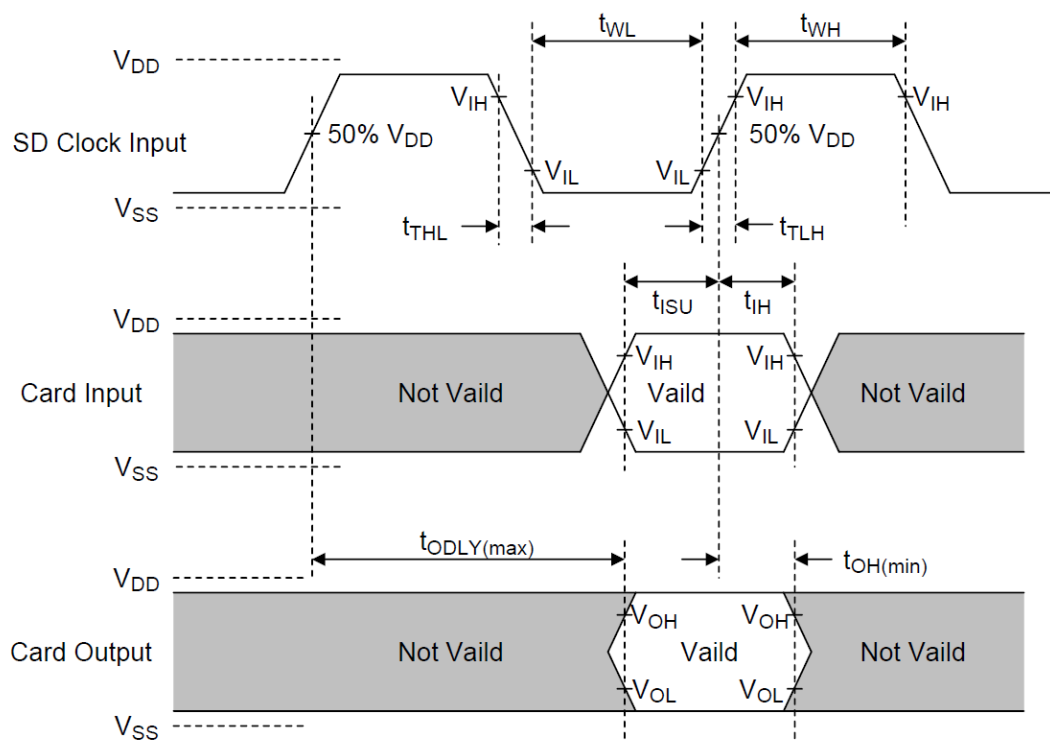 tWL tWH
VDD
VIH VIH VIH
SD Clock Input 50% VDD 50% VDD
VIL VIL
VSS
tTHL tTLH
tISU tIH
VDD
VIH VIH
Card Input Not Vaild Vaild Not Vaild
VIL VIL
VSS
tODLY(max) tOH(min)
VDD
VOH VOH
Card Output Not Vaild Vaild Not Vaild
VOL VOL
VSS